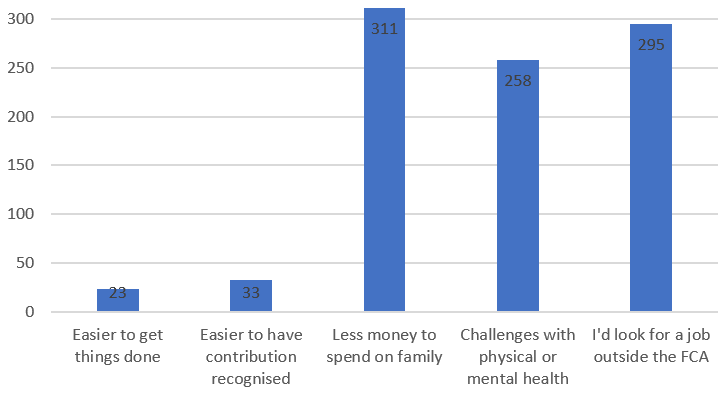 300
250
200
150
100
50
0
311
258
295
23
33
Easier to get
things done
Easier to have
contribution
recognised
Less money to
spend on family
Challenges with
physical or
mental health
I'd look for a job
outside the FCA